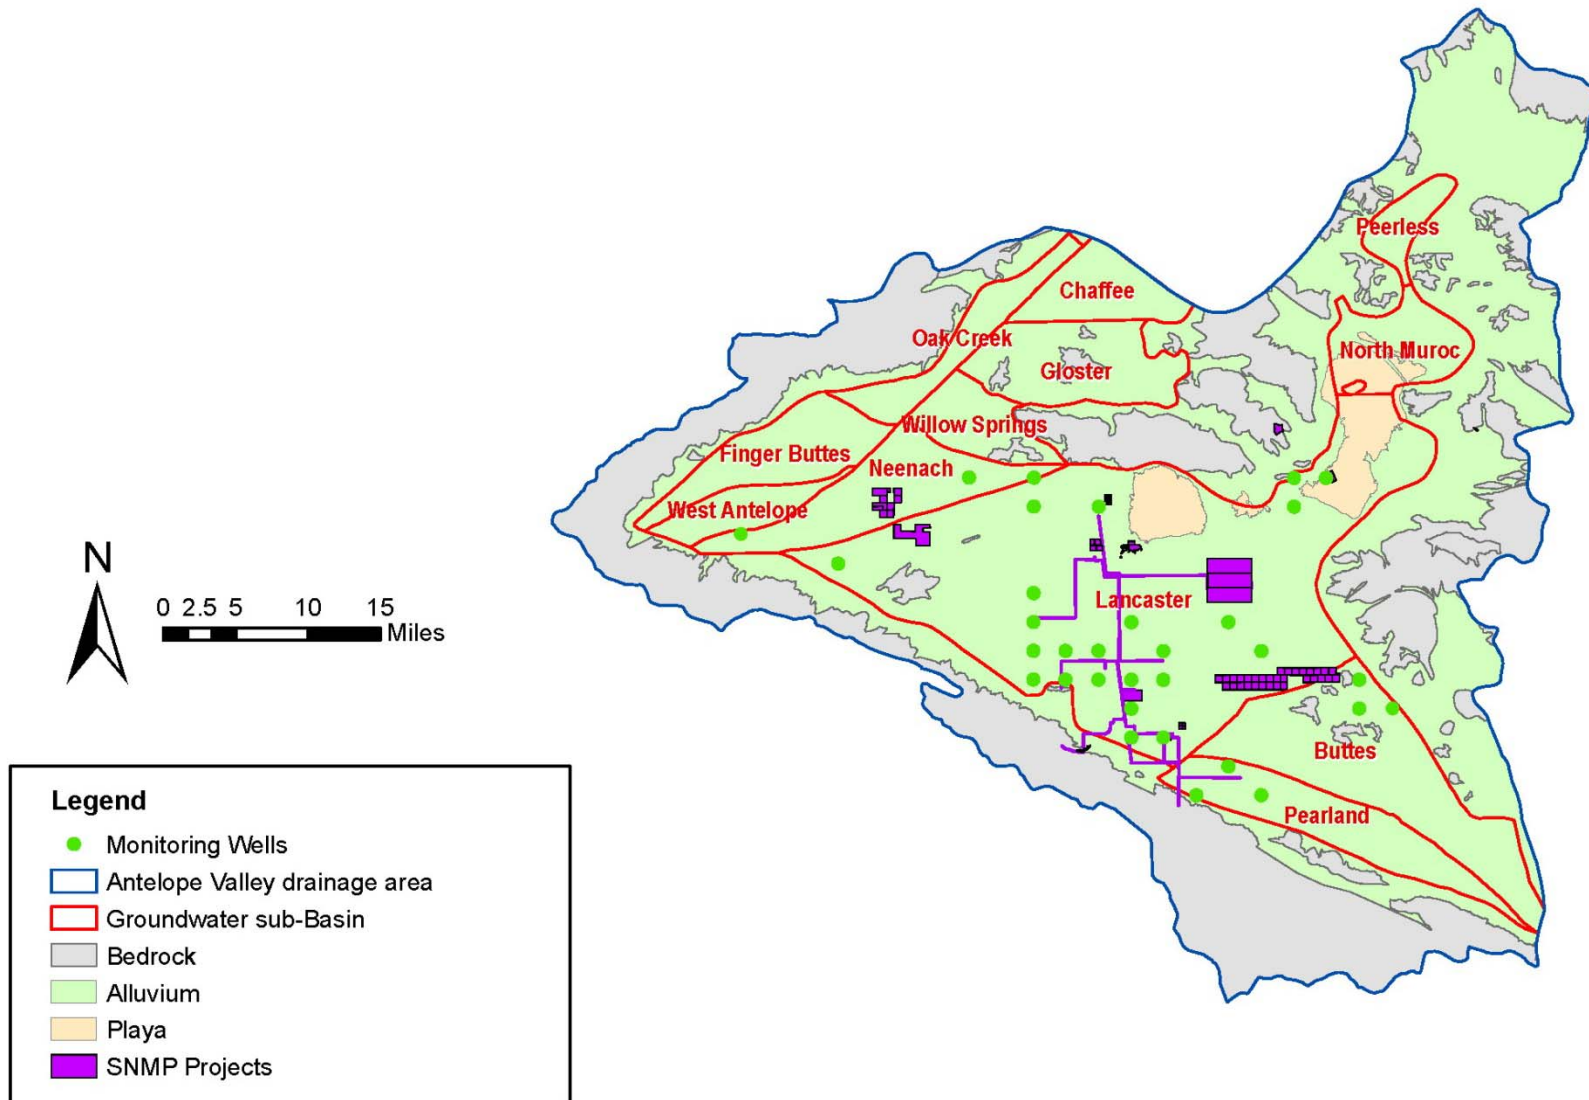 Peerless
Chaffee
Oak Creek
North Muroc
Gloster
Willow Springs
Finger Buttes
Neenach
West Antelope
N
0 2.5 5 10 15
Miles
Lancaster
Buttes
Pearland
Legend
Monitoring Wells
Antelope Valley drainage area
Groundwater sub-Basin
Bedrock
Alluvium
Playa
SNMP Projects